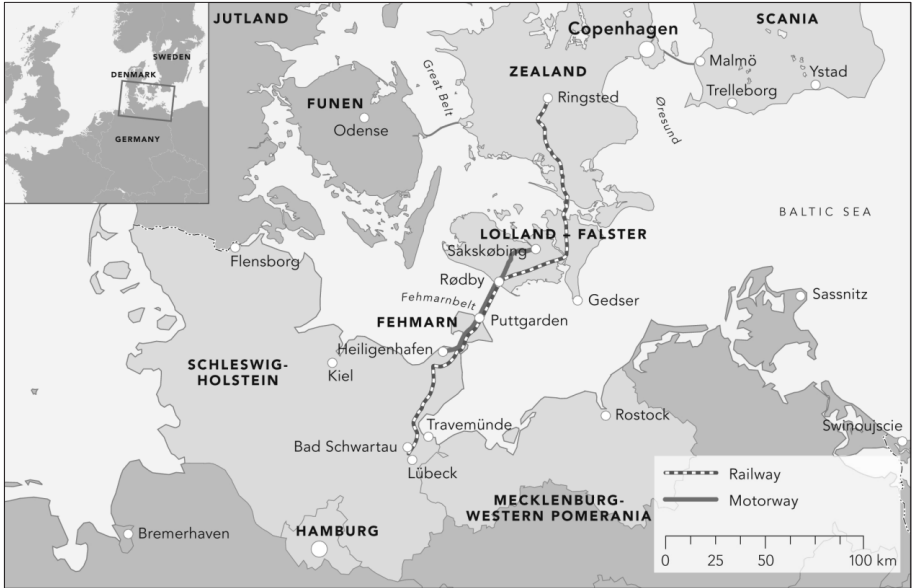 JUTLAND
Copenhagen
SCANIA
SWEDEN
DENMARK
GERMANY
ZEALAND
Malmö
Ystad
Great Belt
FUNEN
Ringsted
Trelleborg
Odense
Øresund
BALTIC SEA
LOLLAND - FALSTER
Flensborg
Säkskøbing
Rødby
Fehmarnbelt
Gedser
Sassnitz
FEHMARN
Puttgarden
Heiligenhafen
SCHLESWIG-
HOLSTEIN
Kiel
Rostock
Travemünde
Swinoujscie
Bad Schwartau
Lübeck
Railway
MECKLENBURG-
WESTERN POMERANIA
Motorway
Bremerhaven
HAMBURG
0 25 50 100 km